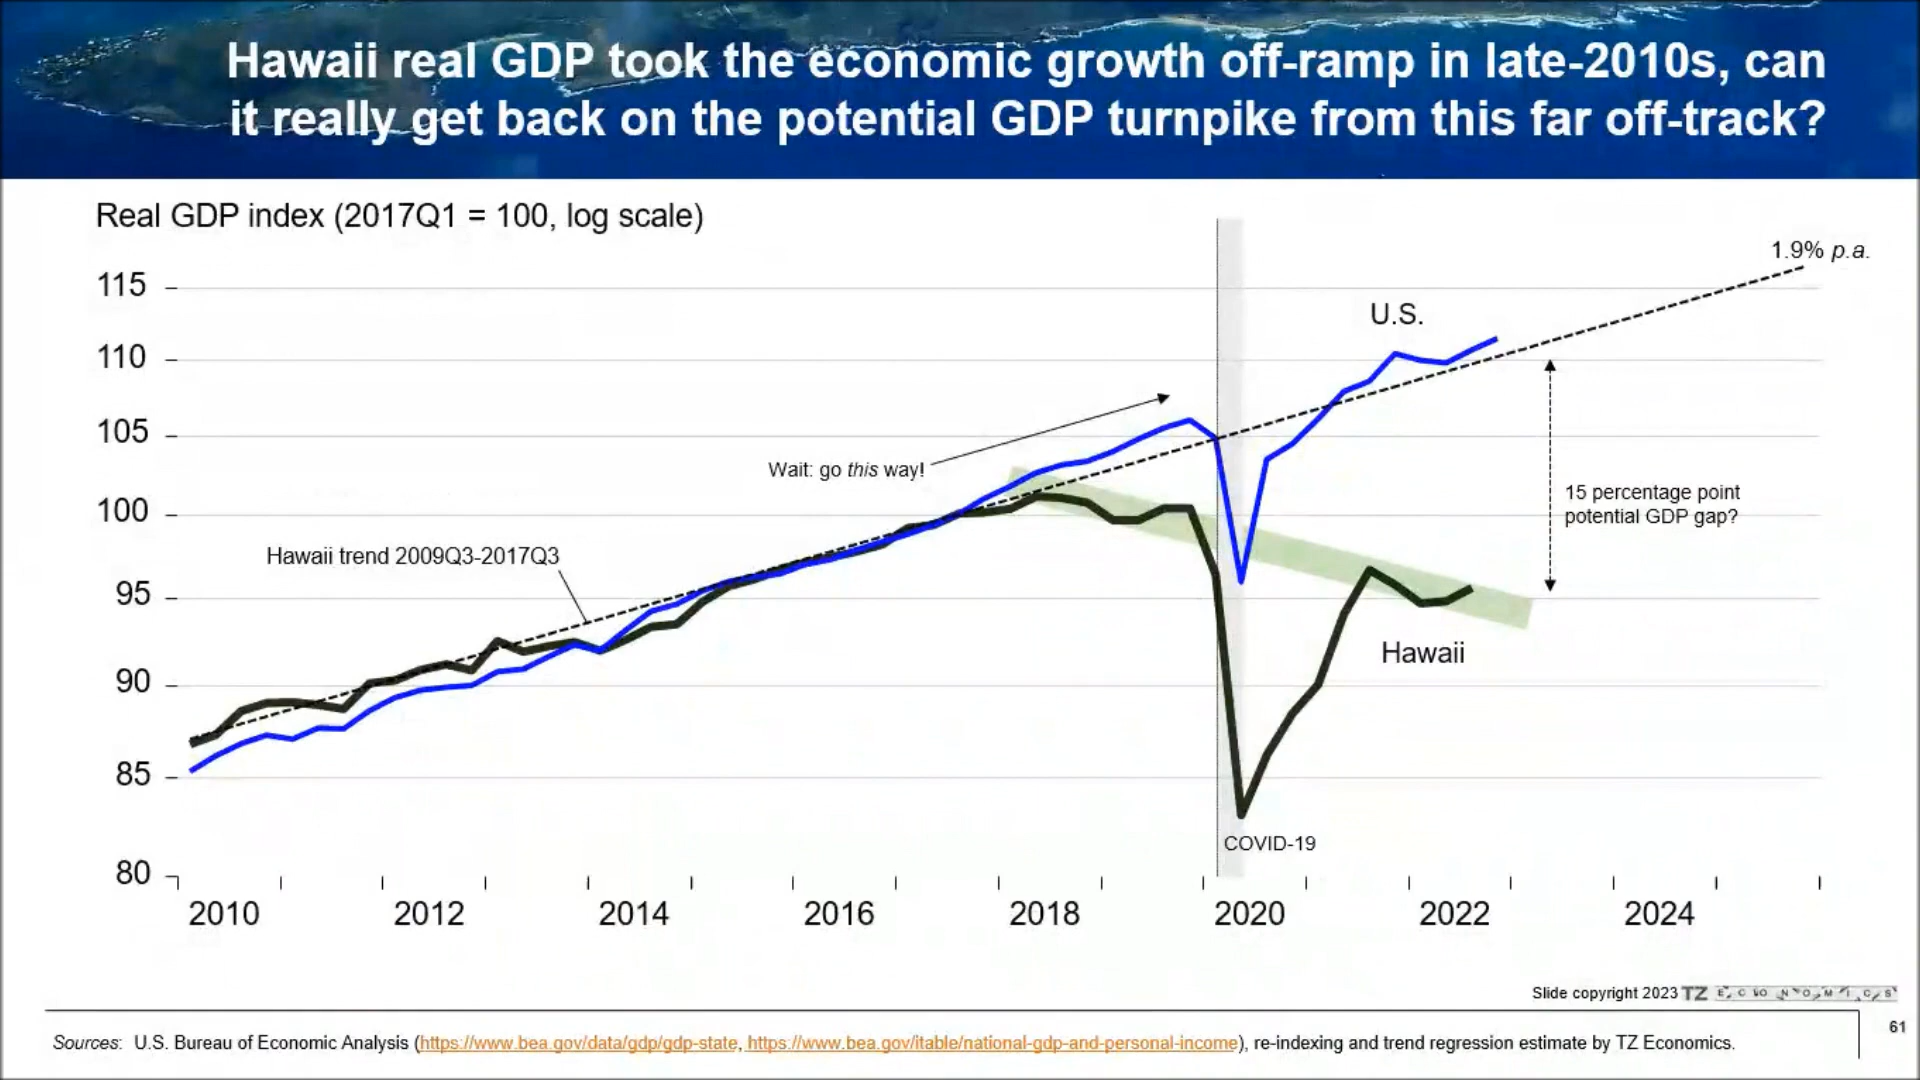 Hawaii real GDP took the economic growth off-ramp in late-2010s, can
it really get back on the potential GDP turnpike from this far off-track?
Real GDP index (2017Q1 = 100, log scale)
1.9% p.a.
115
U.S.
110
105
Wait: go this way!
100
15 percentage point
potential GDP gap?
Hawaii trend 2009Q3-2017Q3
95
Hawaii
90
85
COVID-19
80
2010 2012 2014 2016 2018 2020 2022 2024
Slide copyright 2023 TZ ECONOMICS
61
Sources: U.S. Bureau of Economic Analysis (https://www.bea.gov/data/gdp/gdp-state, https://www.bea.gov/itable/national-gdp-and-personal-income), re-indexing and trend regression estimate by TZ Economics.